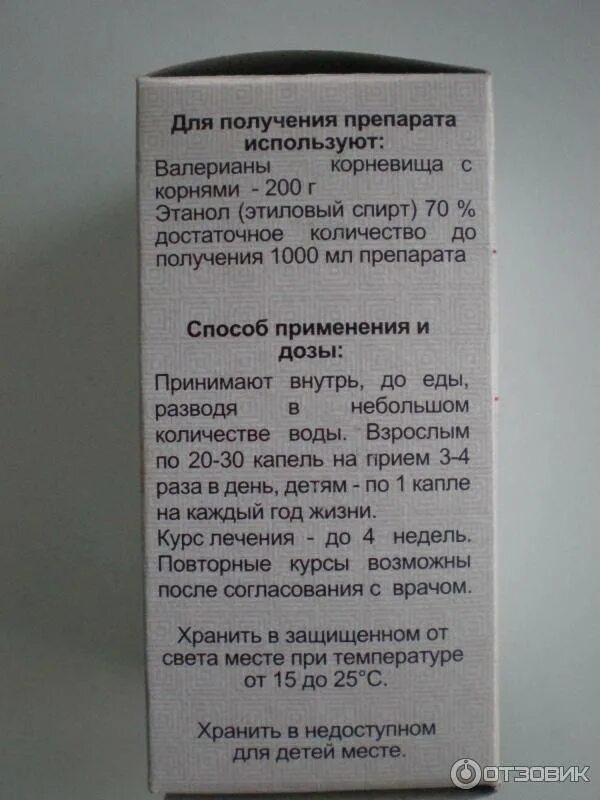 Для получения препарата
используют:
Валерианы корневища с
корнями - 200 г
Этанол (этиловый спирт) 70 %
достаточное количество до
получения 1000 мл препарата
Способ применения и
дозы:
Принимают внутрь, до еды,
разводя в небольшом
количестве воды. Взрослым
по 20-30 капель на прием 3-4
раза в день, детям - по 1 капле
на каждый год жизни.
Курс лечения - до 4 недель.
Повторные курсы возможны
после согласования с врачом.
Хранить в защищенном от
света месте при температуре
от 15 до 25°С.
Хранить в недоступном
для детей месте.
ОТЗОВИК